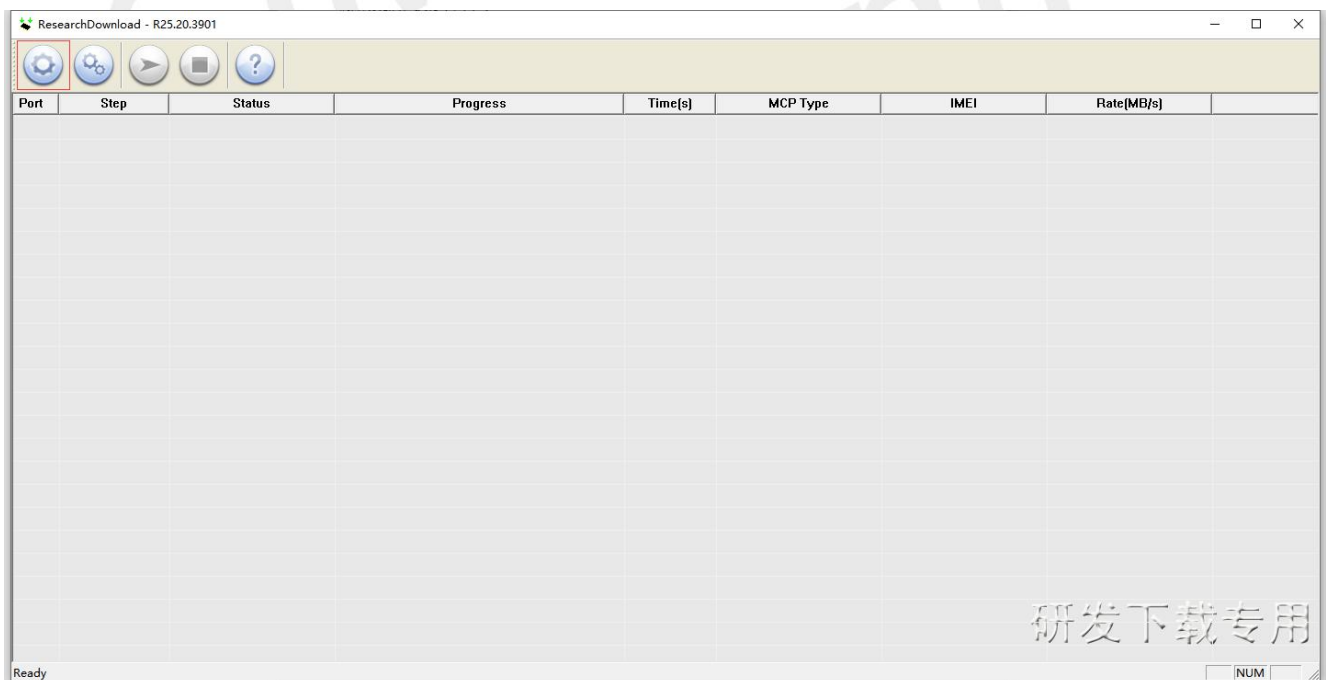 ResearchDownload - R25.20.3901
?
Port Step Status Progress Time(s) MCP Type IMEI Rate(MB/s)
研发下载专用
Ready NUM